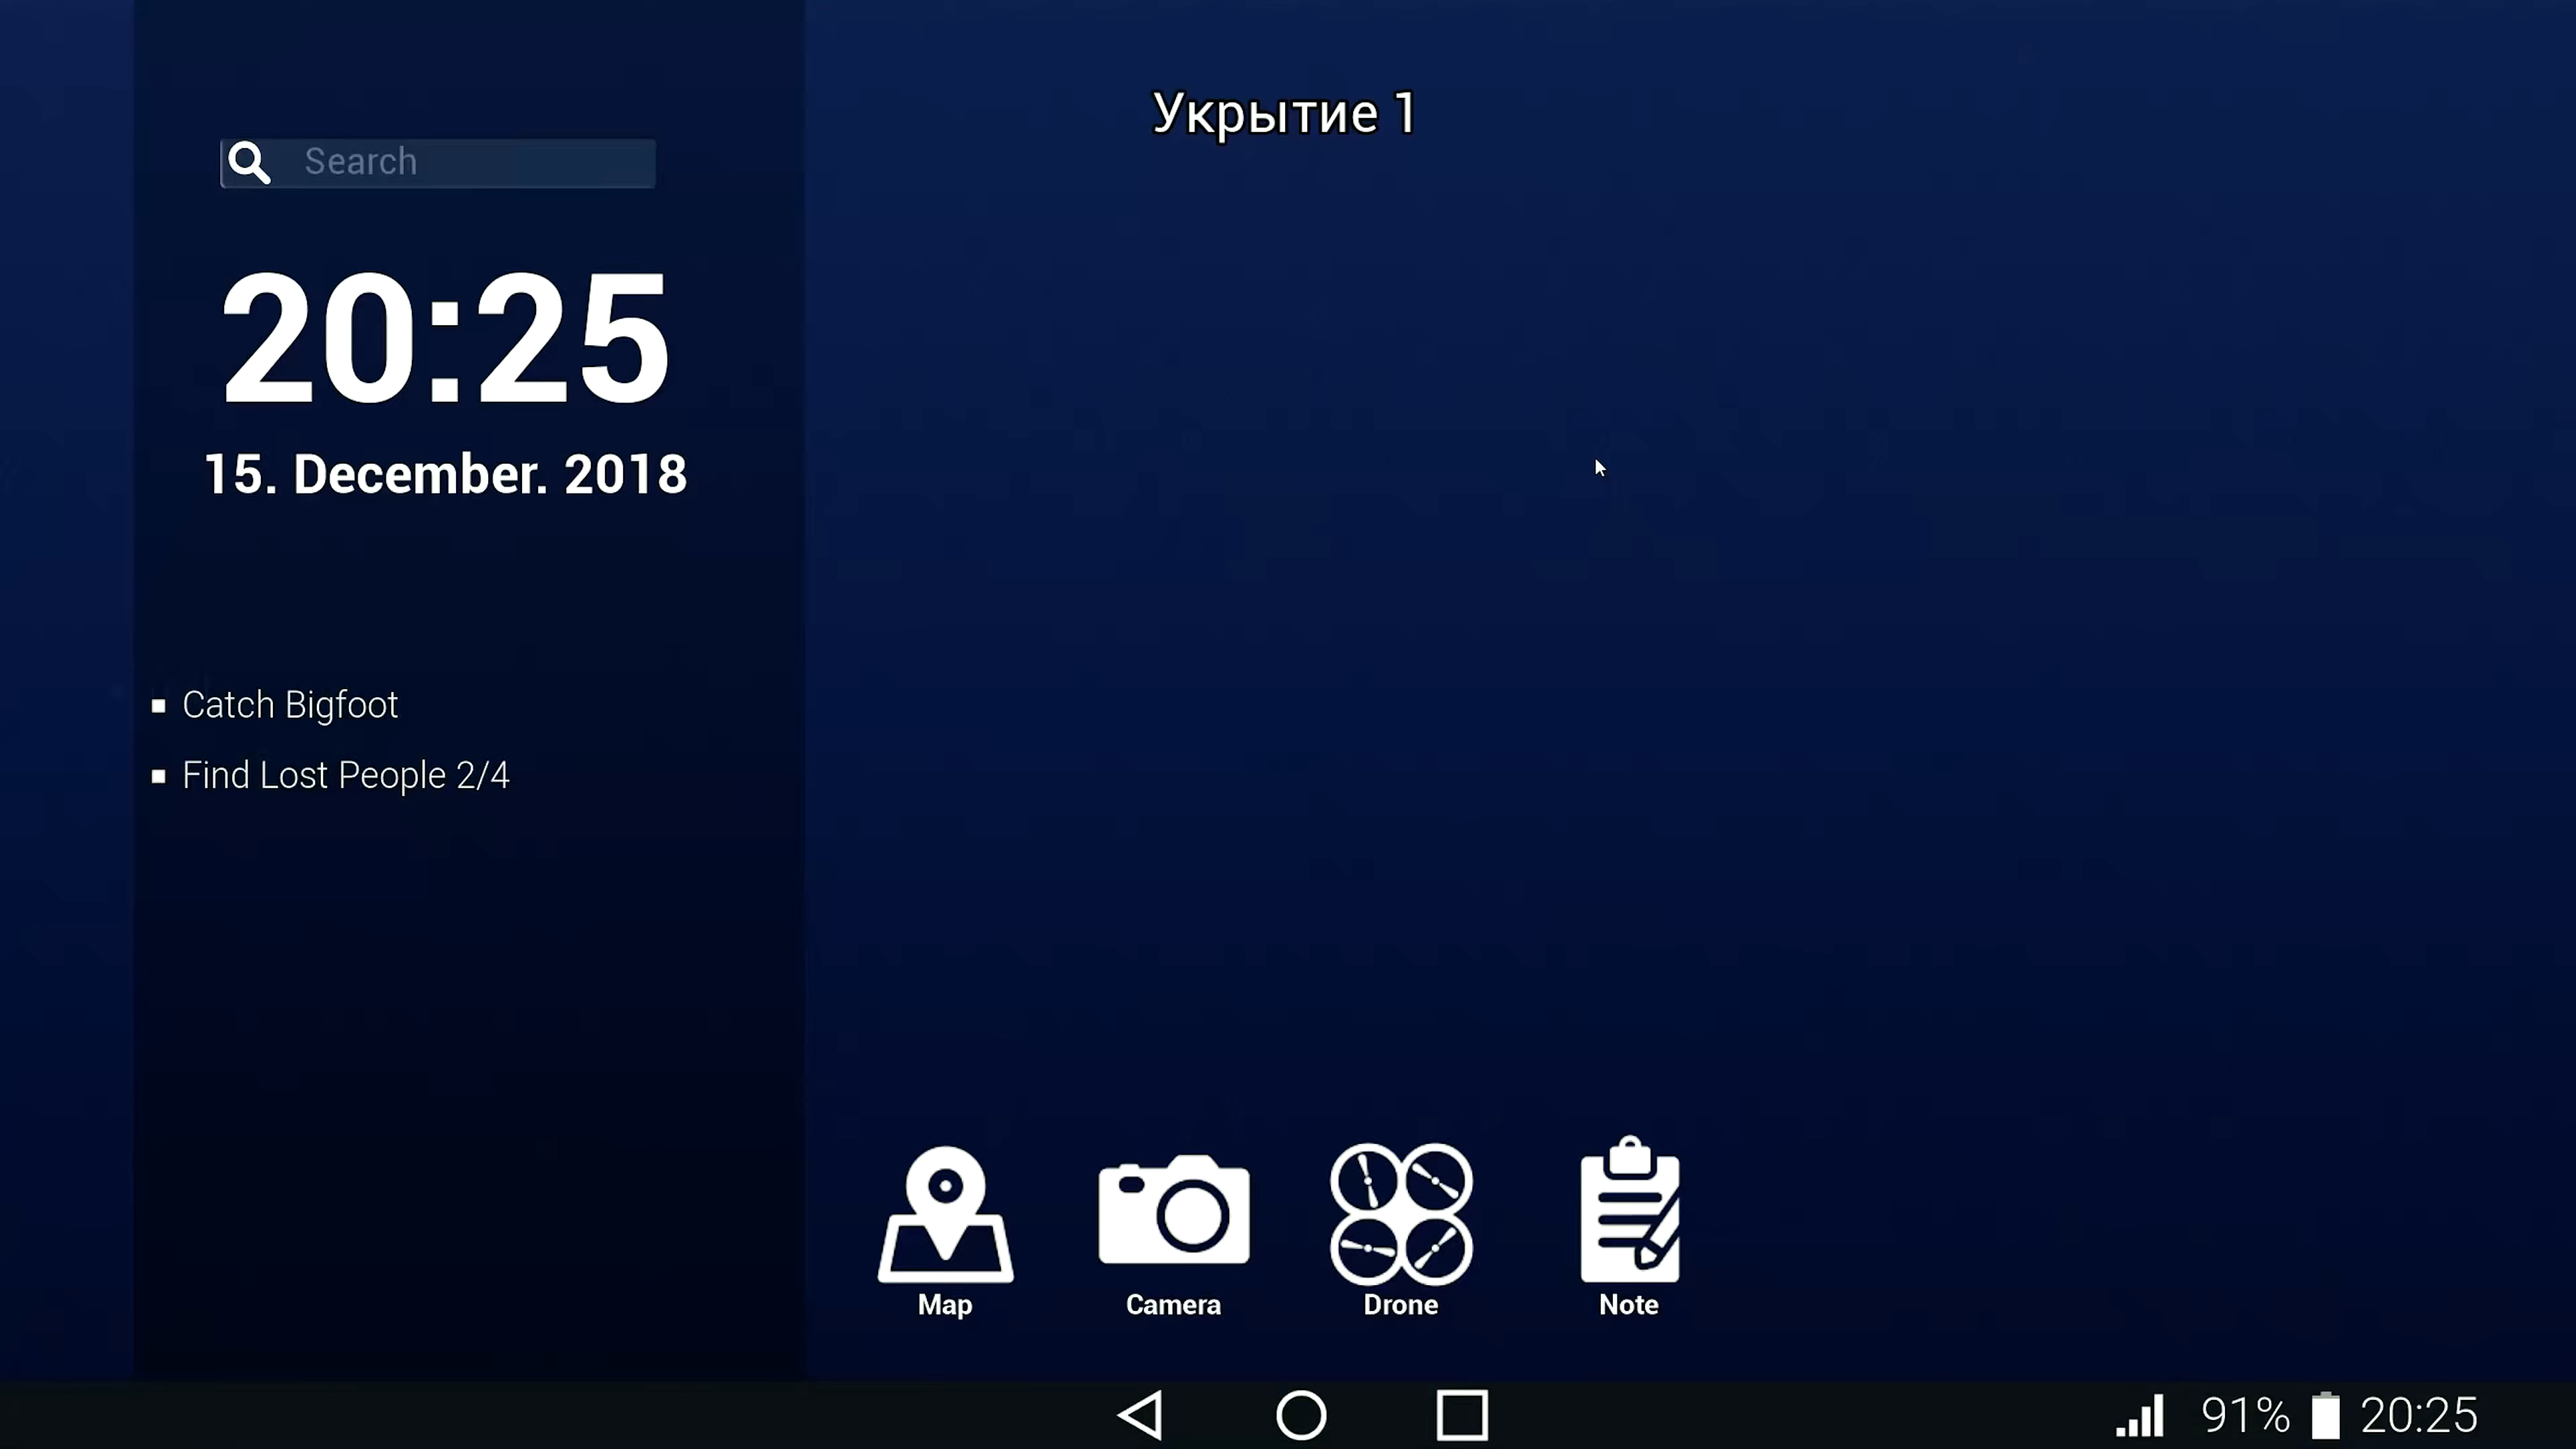 Укрытие 1
Search
20:25
15. December. 2018
Catch Bigfoot
Find Lost People 2/4
Map
Camera
Drone
Note
91% 20:25